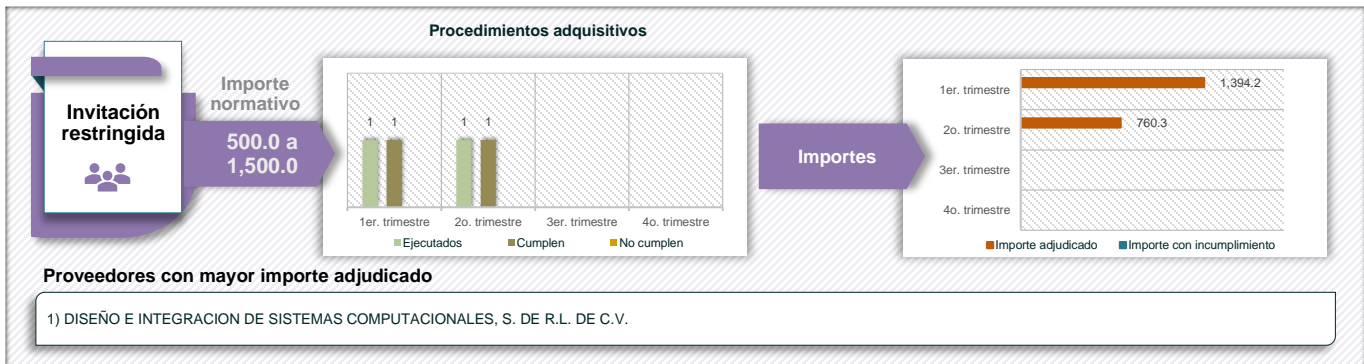 Procedimientos adquisitivos
Invitación
restringida
Importe
normativo
500.0 a
1,500.0
1 1 1 1
1er. trimestre 2o. trimestre 3er. trimestre 4o. trimestre
Ejecutados Cumplen No cumplen
Importes
1er. trimestre 1,394.2
2o. trimestre 760.3
3er. trimestre
4o. trimestre
Importe adjudicado Importe con incumplimiento
Proveedores con mayor importe adjudicado
1) DISEÑO E INTEGRACION DE SISTEMAS COMPUTACIONALES, S. DE R.L. DE C.V.